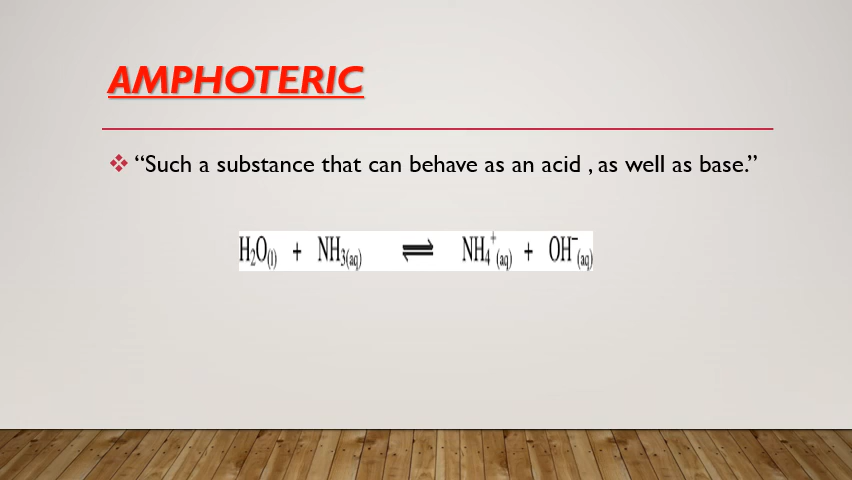 AMPHOTERIC
❖ “Such a substance that can behave as an acid , as well as base.”
H₂O₍l₎ + NH₃₍aq₎ ⇌ NH₄⁺₍aq₎ + OH⁻₍aq₎